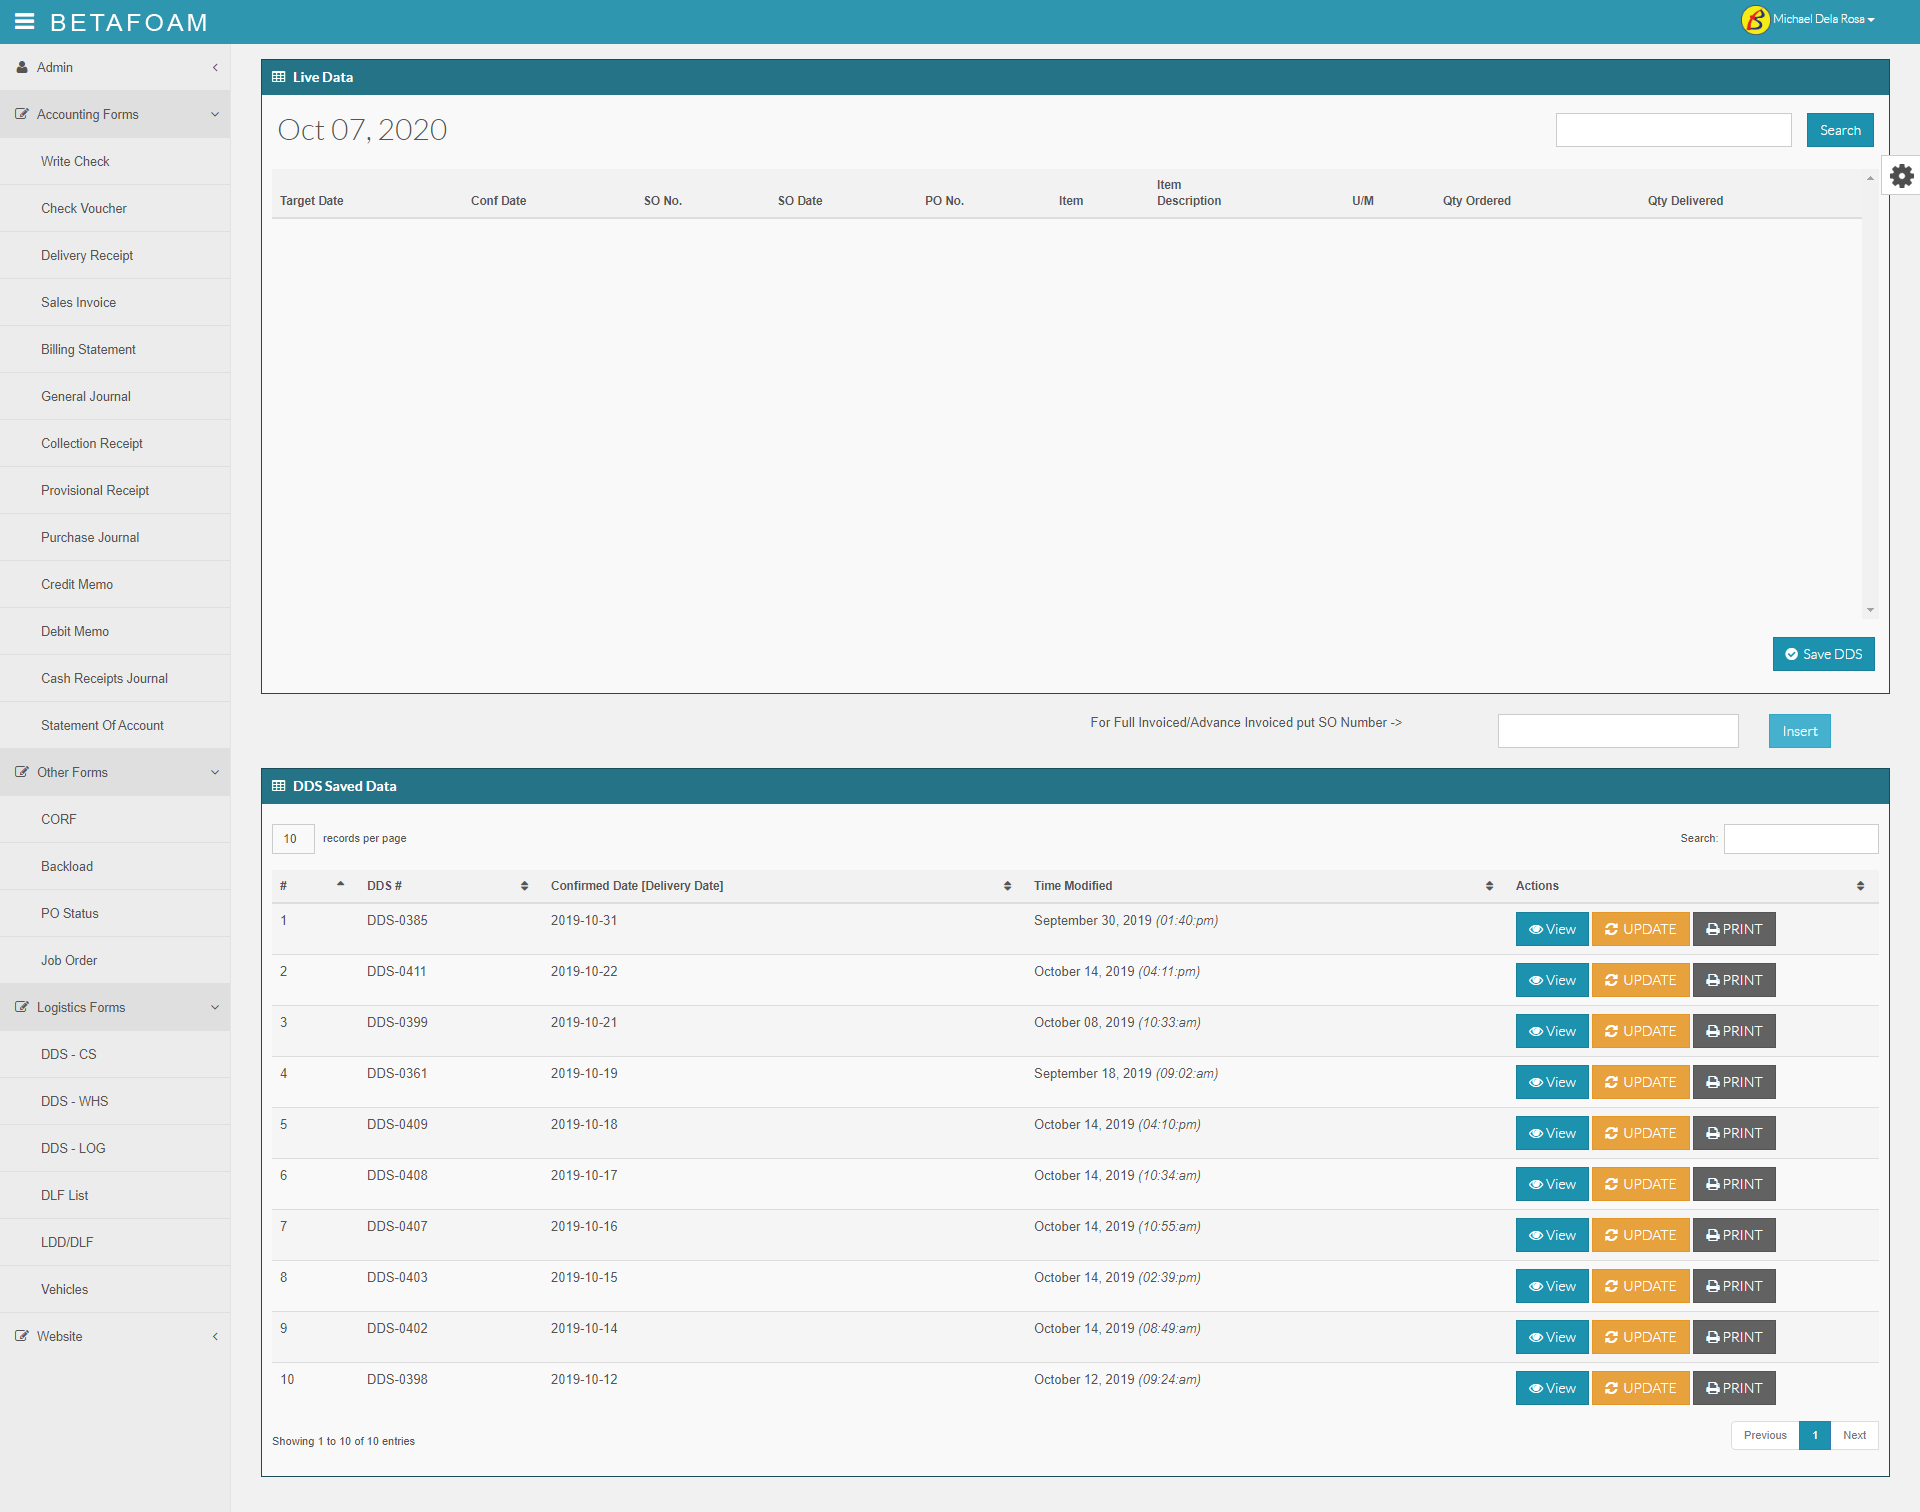 BETAFOAM
Michael Dela Rosa
Admin
Accounting Forms
Write Check
Check Voucher
Delivery Receipt
Sales Invoice
Billing Statement
General Journal
Collection Receipt
Provisional Receipt
Purchase Journal
Credit Memo
Debit Memo
Cash Receipts Journal
Statement Of Account
Other Forms
CORF
Backload
PO Status
Job Order
Logistics Forms
DDS - CS
DDS - WHS
DDS - LOG
DLF List
LDD/DLF
Vehicles
Website
Live Data
Oct 07, 2020
Search
Target Date Conf Date SO No. SO Date PO No. Item Item Description U/M Qty Ordered Qty Delivered
Save DDS
For Full Invoiced/Advance Invoiced put SO Number ->
Insert
DDS Saved Data
10 records per page
Search:
# DDS # Confirmed Date [Delivery Date] Time Modified Actions
1 DDS-0385 2019-10-31 September 30, 2019 (01:40:pm) View UPDATE PRINT
2 DDS-0411 2019-10-22 October 14, 2019 (04:11:pm) View UPDATE PRINT
3 DDS-0399 2019-10-21 October 08, 2019 (10:33:am) View UPDATE PRINT
4 DDS-0361 2019-10-19 September 18, 2019 (09:02:am) View UPDATE PRINT
5 DDS-0409 2019-10-18 October 14, 2019 (04:10:pm) View UPDATE PRINT
6 DDS-0408 2019-10-17 October 14, 2019 (10:34:am) View UPDATE PRINT
7 DDS-0407 2019-10-16 October 14, 2019 (10:55:am) View UPDATE PRINT
8 DDS-0403 2019-10-15 October 14, 2019 (02:39:pm) View UPDATE PRINT
9 DDS-0402 2019-10-14 October 14, 2019 (08:49:am) View UPDATE PRINT
10 DDS-0398 2019-10-12 October 12, 2019 (09:24:am) View UPDATE PRINT
Showing 1 to 10 of 10 entries
Previous 1 Next